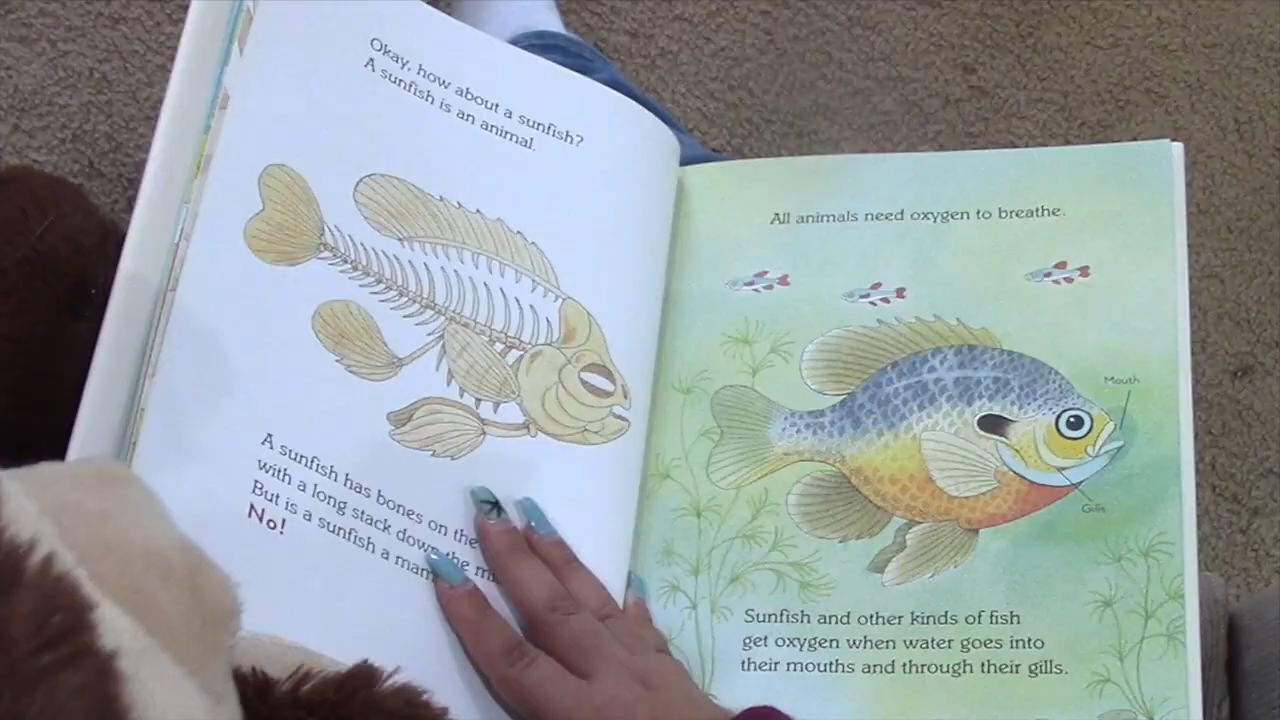 Okay, how about a sunfish?
A sunfish is an animal.
A sunfish has bones on the
with a long stack down the
But is a sunfish a
No!
All animals need oxygen to breathe.
Mouth
Gills
Sunfish and other kinds of fish
get oxygen when water goes into
their mouths and through their gills.